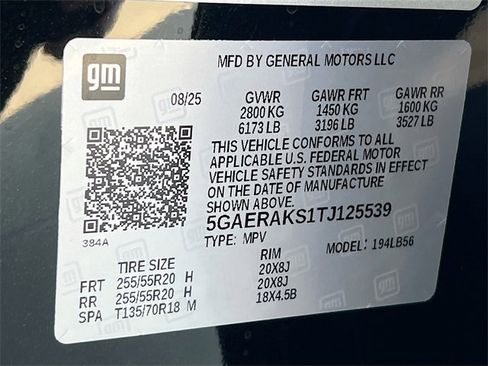 gm
MFD BY GENERAL MOTORS LLC
08/25 GVWR GAWR FRT GAWR RR
2800 KG 1450 KG 1600 KG
6173 LB 3196 LB 3527 LB
THIS VEHICLE CONFORMS TO ALL
APPLICABLE U.S. FEDERAL MOTOR
VEHICLE SAFETY STANDARDS IN EFFECT
ON THE DATE OF MANUFACTURE
SHOWN ABOVE.
5GAERAKS1TJ125539
384A
TYPE: MPV MODEL: 194LB56
TIRE SIZE RIM
FRT 255/55R20 H 20X8J
RR 255/55R20 H 20X8J
SPA T135/70R18 M 18X4.5B